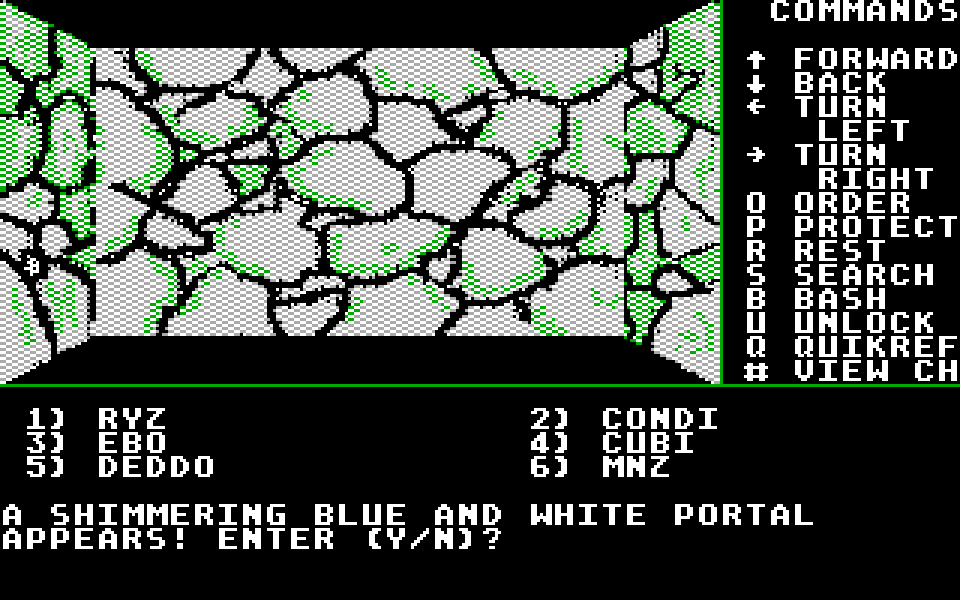 COMMANDS
↑ FORWARD
↓ BACK
← TURN
LEFT
→ TURN
RIGHT
O ORDER
P PROTECT
R REST
S SEARCH
B BASH
U UNLOCK
Q QUIKREF
# VIEW CH
1) RYZ 2) CONDI
3) EBO 4) CUBI
5) DEDDO 6) MNZ
A SHIMMERING BLUE AND WHITE PORTAL
APPEARS! ENTER (Y/N)?